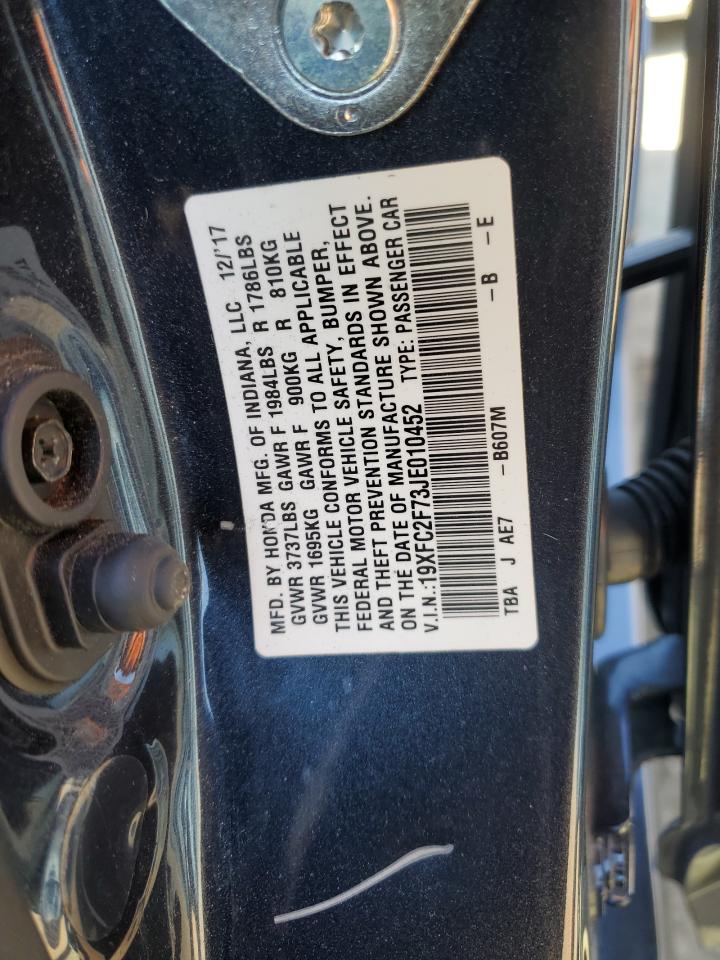 MFD. BY HONDA MFG. OF INDIANA, LLC 12/'17
GVWR 3737LBS GAWR F 1984LBS R 1786LBS
GVWR 1695KG GAWR F 900KG R 810KG
THIS VEHICLE CONFORMS TO ALL APPLICABLE
FEDERAL MOTOR VEHICLE SAFETY, BUMPER,
AND THEFT PREVENTION STANDARDS IN EFFECT
ON THE DATE OF MANUFACTURE SHOWN ABOVE.
V.I.N.:19XFC2F73JE010452 TYPE: PASSENGER CAR
TBA J AE7 -B607M -B -E